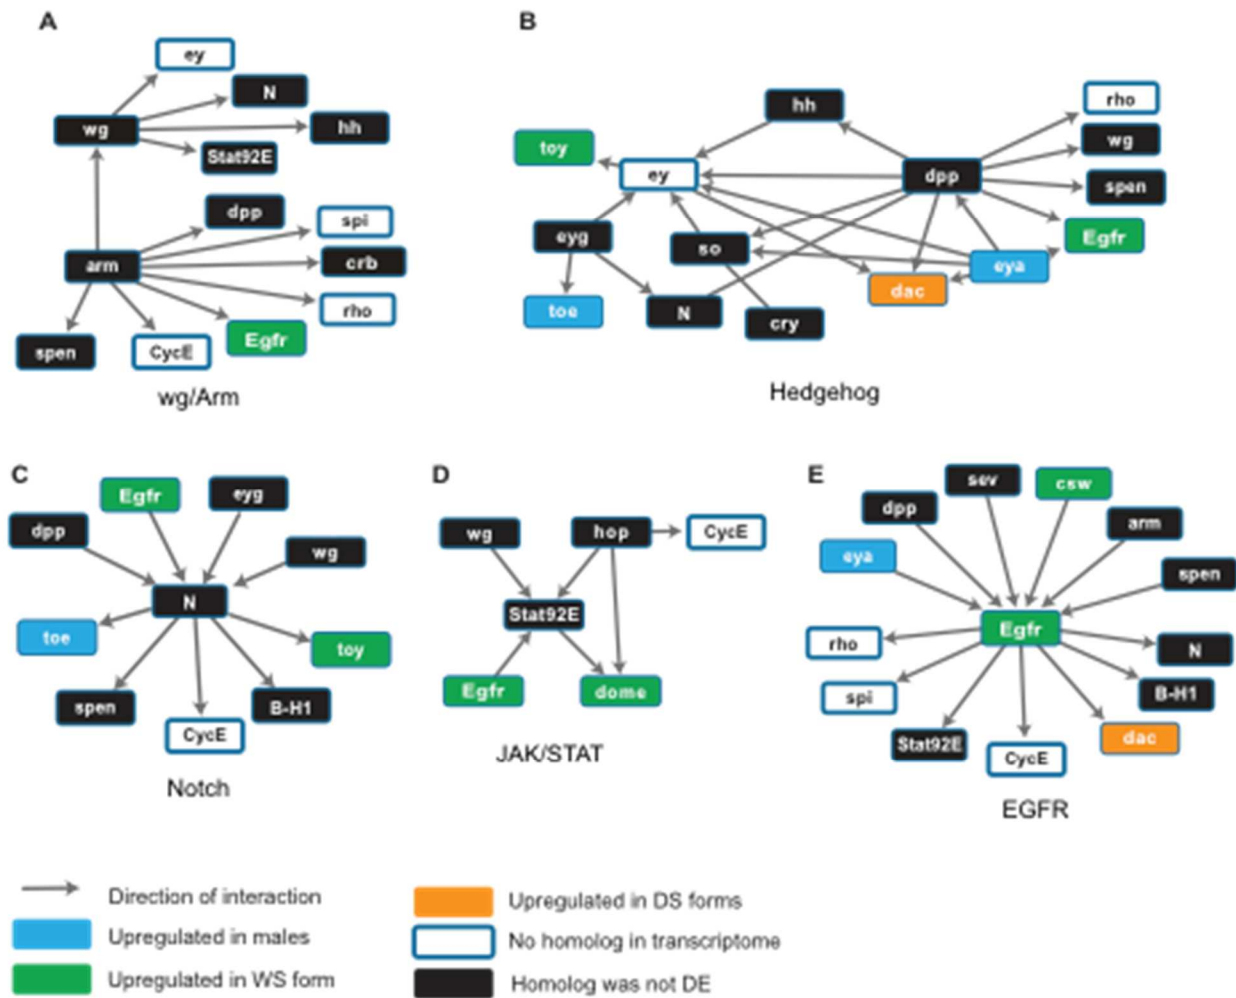 A
ey
N
wg
hh
Stat92E
dpp
spi
arm
crb
rho
spen
CycE
Egfr
wg/Arm
B
hh
rho
toy
wg
ey
dpp
spen
eyg
so
Egfr
eya
dac
toe
N
cry
Hedgehog
C
Egfr
eyg
dpp
wg
N
toe
toy
spen
B-H1
CycE
Notch
D
wg
hop
CycE
Stat92E
Egfr
dome
JAK/STAT
E
sev
csw
dpp
arm
eya
spen
Egfr
rho
N
spi
B-H1
Stat92E
dac
CycE
EGFR
Direction of interaction
Upregulated in males
Upregulated in WS form
Upregulated in DS forms
No homolog in transcriptome
Homolog was not DE